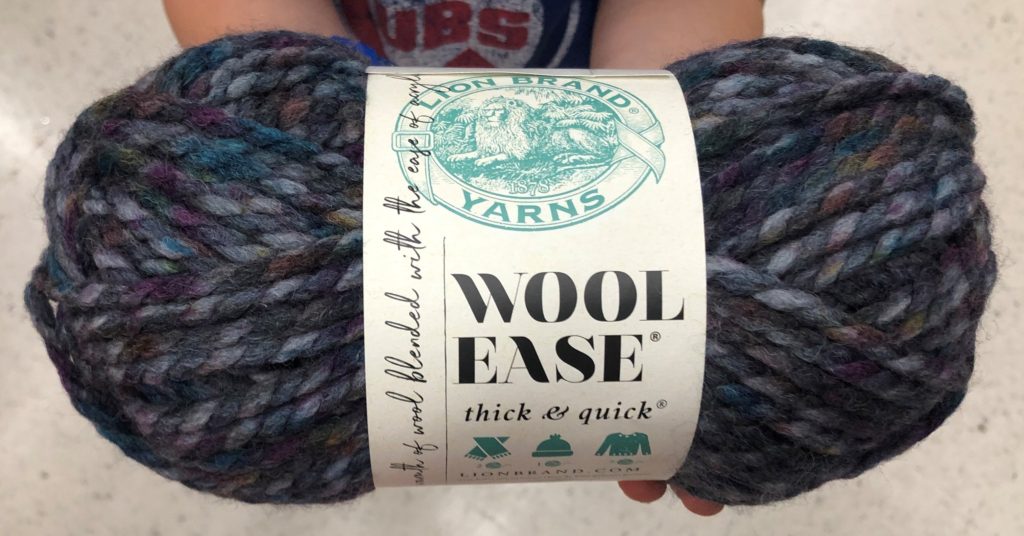 UBS
LION BRAND®
1878
YARNS
of wool blended with the ease of
WOOL
EASE®
thick & quick®
LIONBRAND.COM